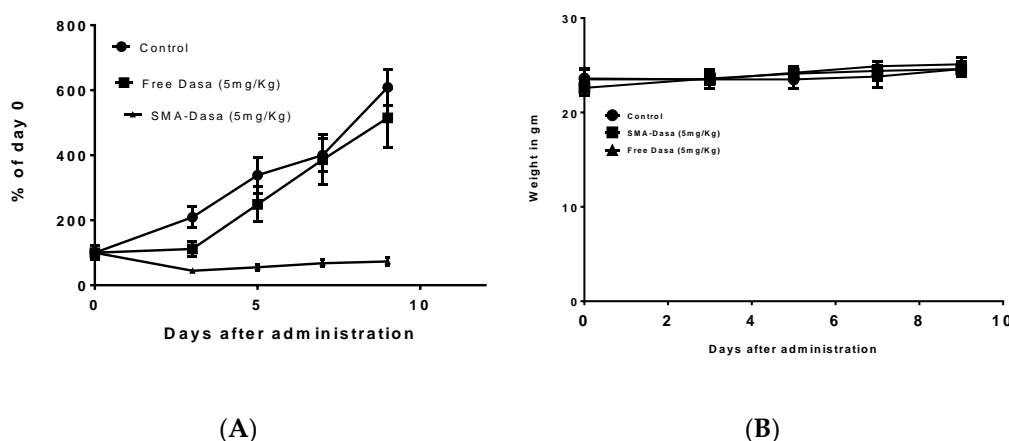 800
600
400
200
0
% of day 0
Control
Free Dasa (5mg/Kg)
SMA-Dasa (5mg/Kg)
0 5 10
Days after administration
(A)
30
20
10
0
Weight in gm
Control
SMA-Dasa (5mg/Kg)
Free Dasa (5mg/Kg)
0 2 4 6 8 10
Days after administration
(B)